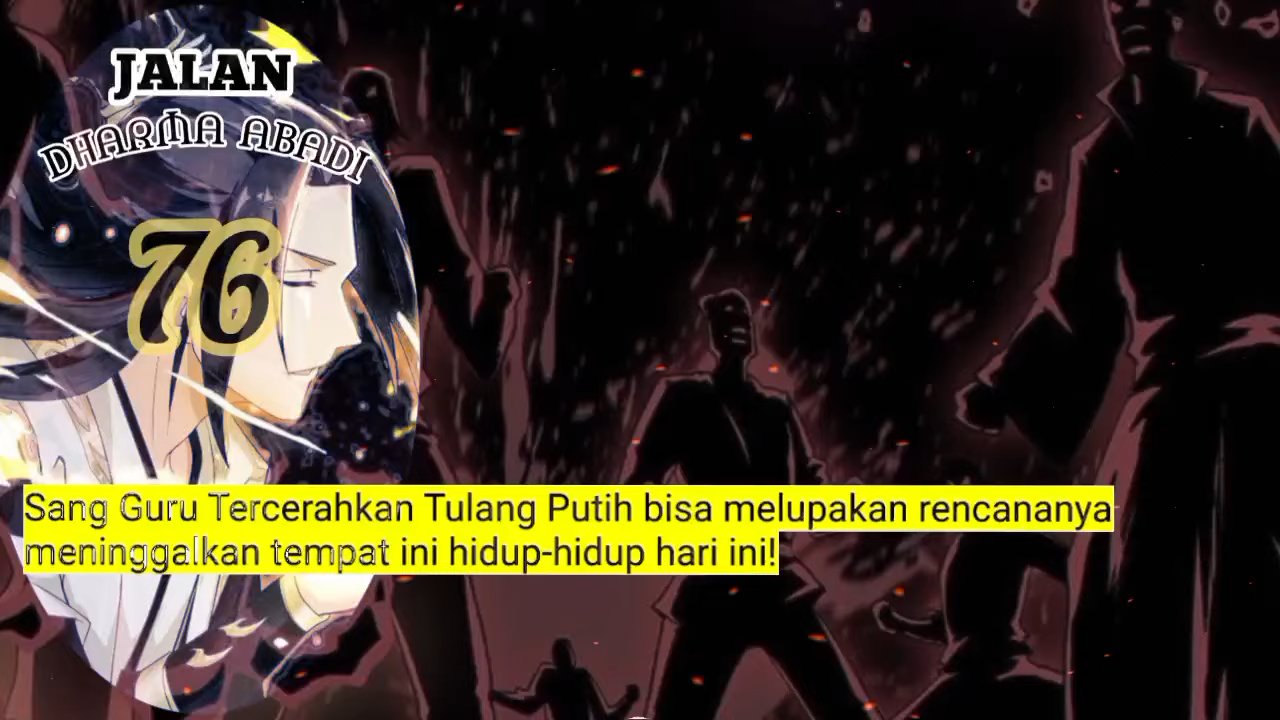 JALAN
DHARMA ABADI
76
Sang Guru Tercerahkan Tulang Putih bisa melupakan rencananya
meninggalkan tempat ini hidup-hidup hari ini!